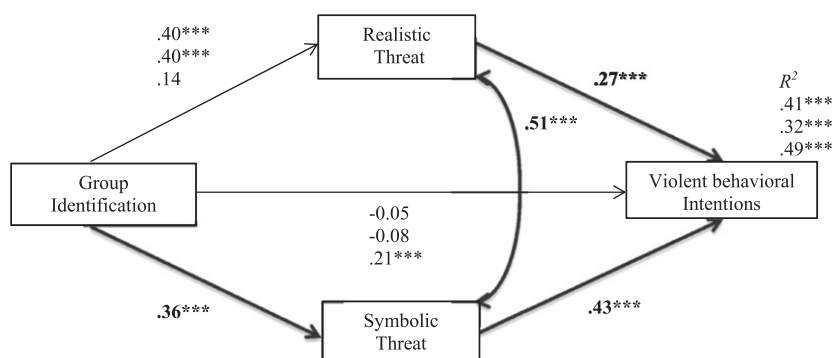 .40***
.40***
.14
Realistic
Threat
.27***
R²
.41***
.32***
.49***
.51***
Group
Identification
Violent behavioral
Intentions
-0.05
-0.08
.21***
.36***
Symbolic
Threat
.43***